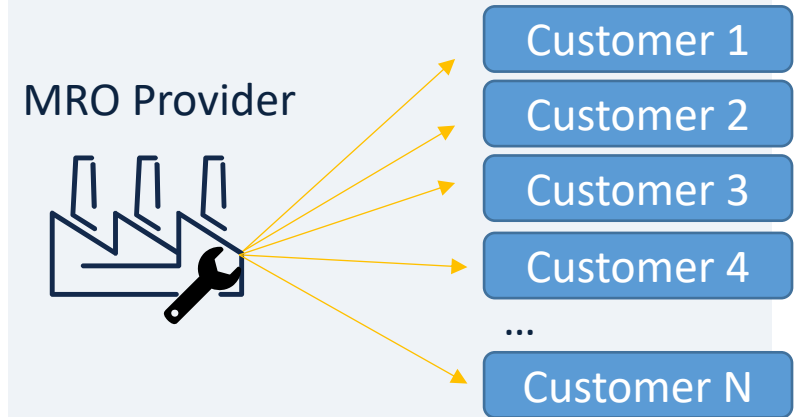 Customer 1
MRO Provider
Customer 2
Customer 3
Customer 4
...
Customer N